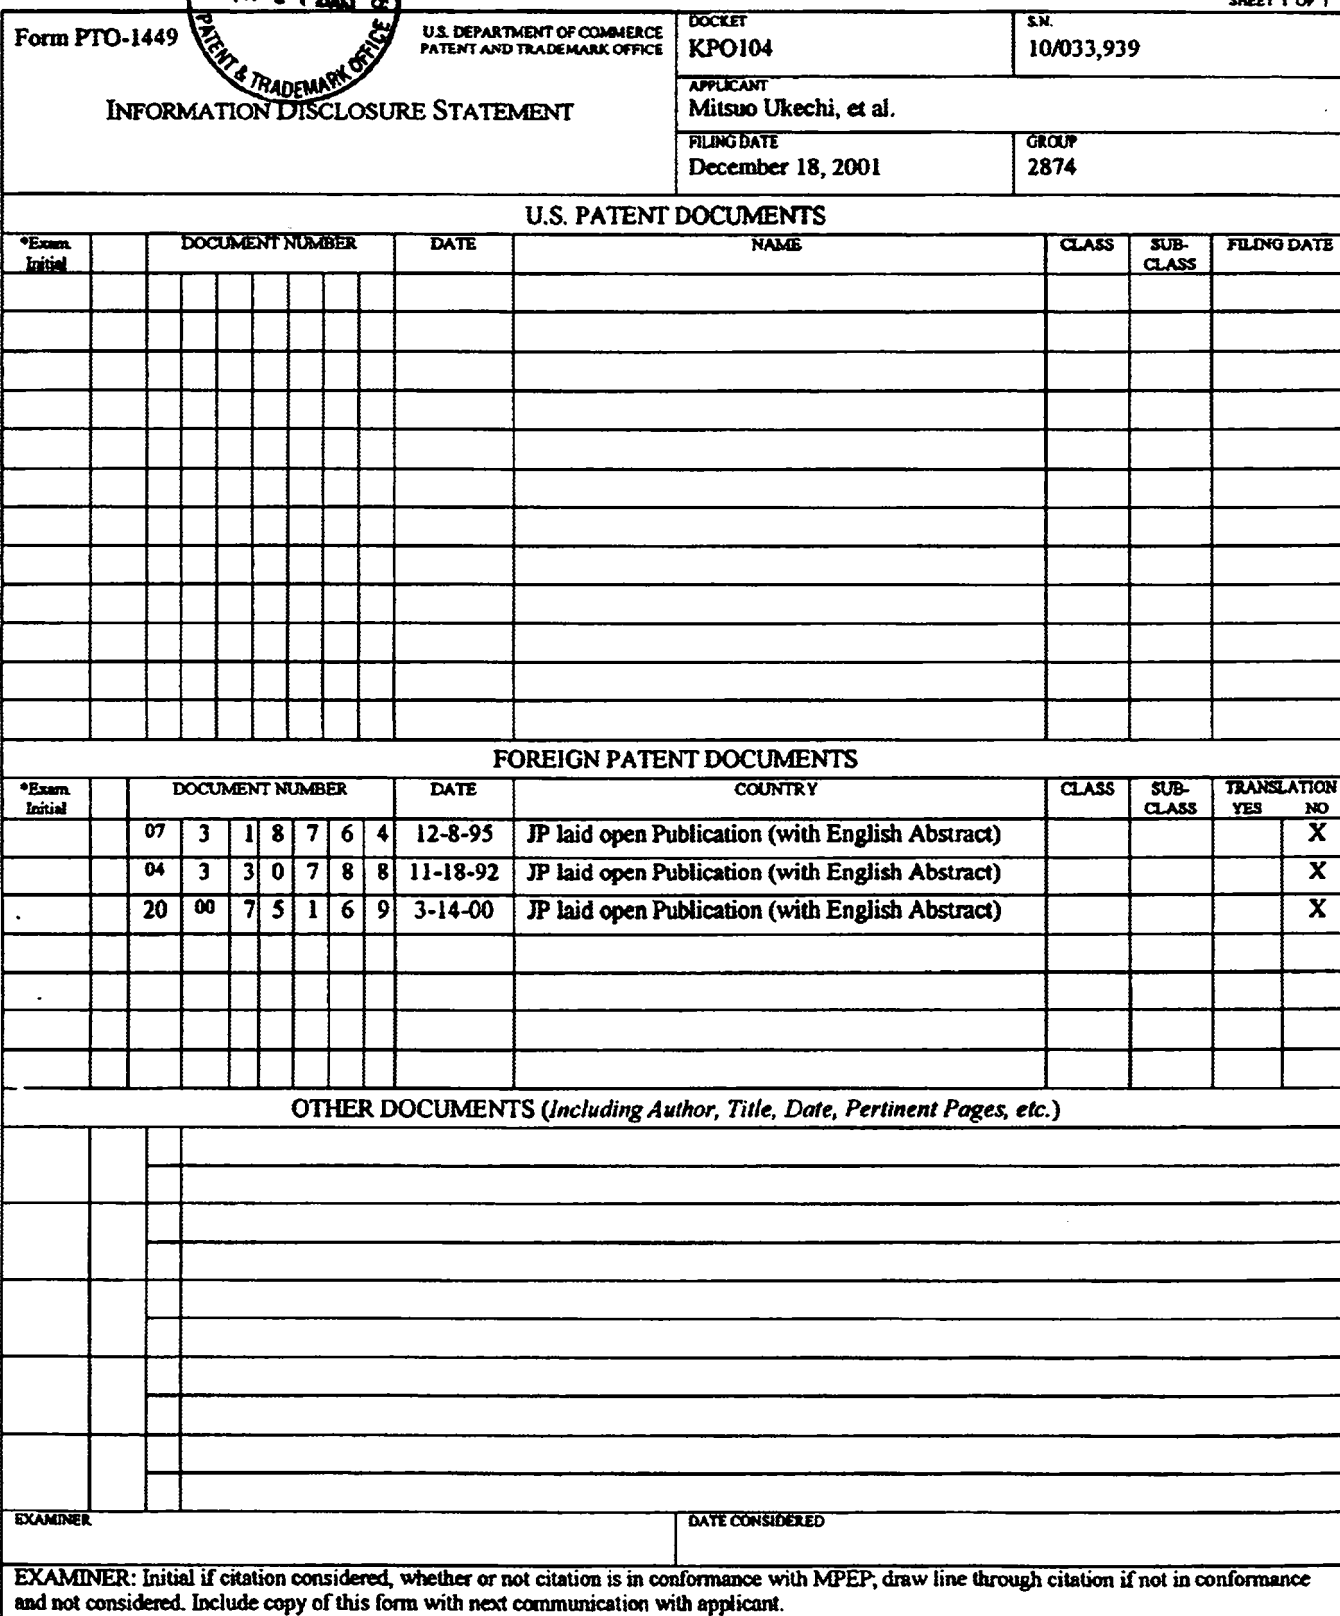 SHEET 1 OF 1
Form PTO-1449
PATENT & TRADEMARK OFFICE
U.S. DEPARTMENT OF COMMERCE
PATENT AND TRADEMARK OFFICE
INFORMATION DISCLOSURE STATEMENT
DOCKET
KPO104
S.N.
10/033,939
APPLICANT
Mitsuo Ukechi, et al.
FILING DATE
December 18, 2001
GROUP
2874
U.S. PATENT DOCUMENTS
*Exam. Initial DOCUMENT NUMBER DATE NAME CLASS SUB-CLASS FILING DATE
FOREIGN PATENT DOCUMENTS
*Exam. Initial DOCUMENT NUMBER DATE COUNTRY CLASS SUB-CLASS TRANSLATION YES NO
07 3 1 8 7 6 4 12-8-95 JP laid open Publication (with English Abstract) X
04 3 3 0 7 8 8 11-18-92 JP laid open Publication (with English Abstract) X
20 00 7 5 1 6 9 3-14-00 JP laid open Publication (with English Abstract) X
OTHER DOCUMENTS (Including Author, Title, Date, Pertinent Pages, etc.)
EXAMINER
DATE CONSIDERED
EXAMINER: Initial if citation considered, whether or not citation is in conformance with MPEP; draw line through citation if not in conformance
and not considered. Include copy of this form with next communication with applicant.